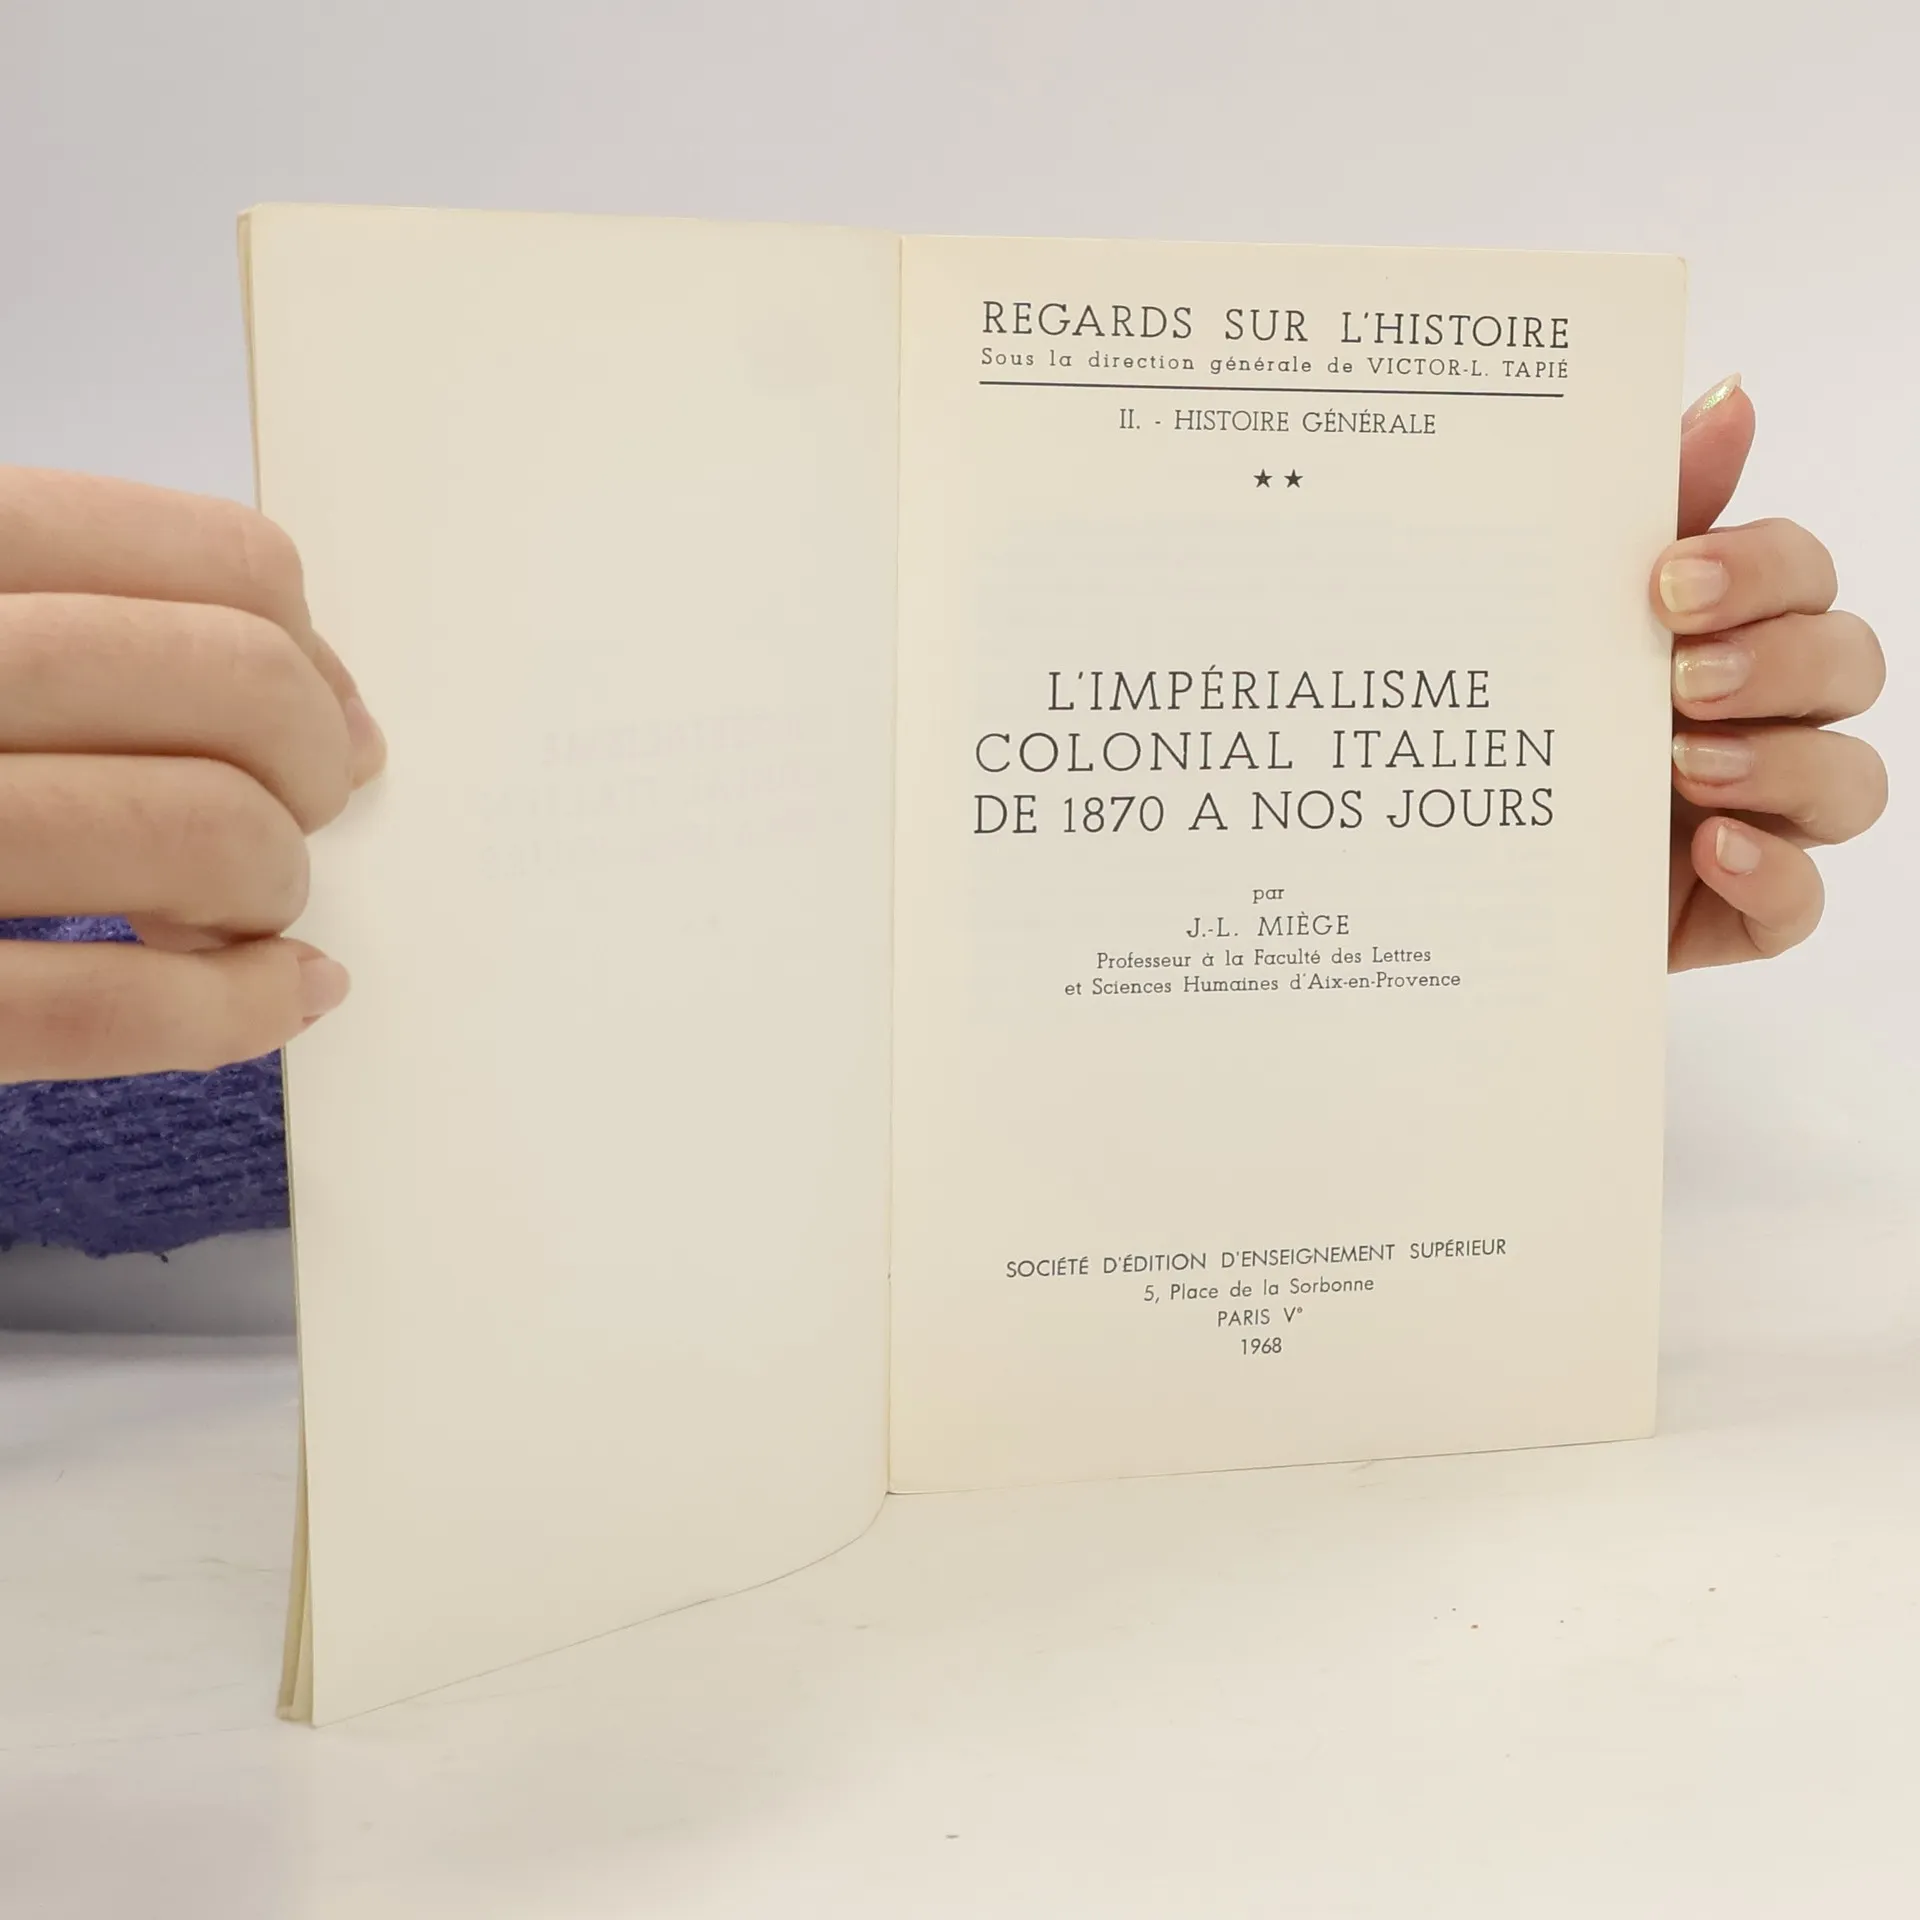 REGARDS SUR L'HISTOIRE
Sous la direction générale de VICTOR-L. TAPIÉ
II. - HISTOIRE GÉNÉRALE
★ ★
L'IMPÉRIALISME
COLONIAL ITALIEN
DE 1870 A NOS JOURS
par
J.-L. MIÈGE
Professeur à la Faculté des Lettres
et Sciences Humaines d'Aix-en-Provence
SOCIÉTÉ D'ÉDITION D'ENSEIGNEMENT SUPÉRIEUR
5, Place de la Sorbonne
PARIS Vᵉ
1968